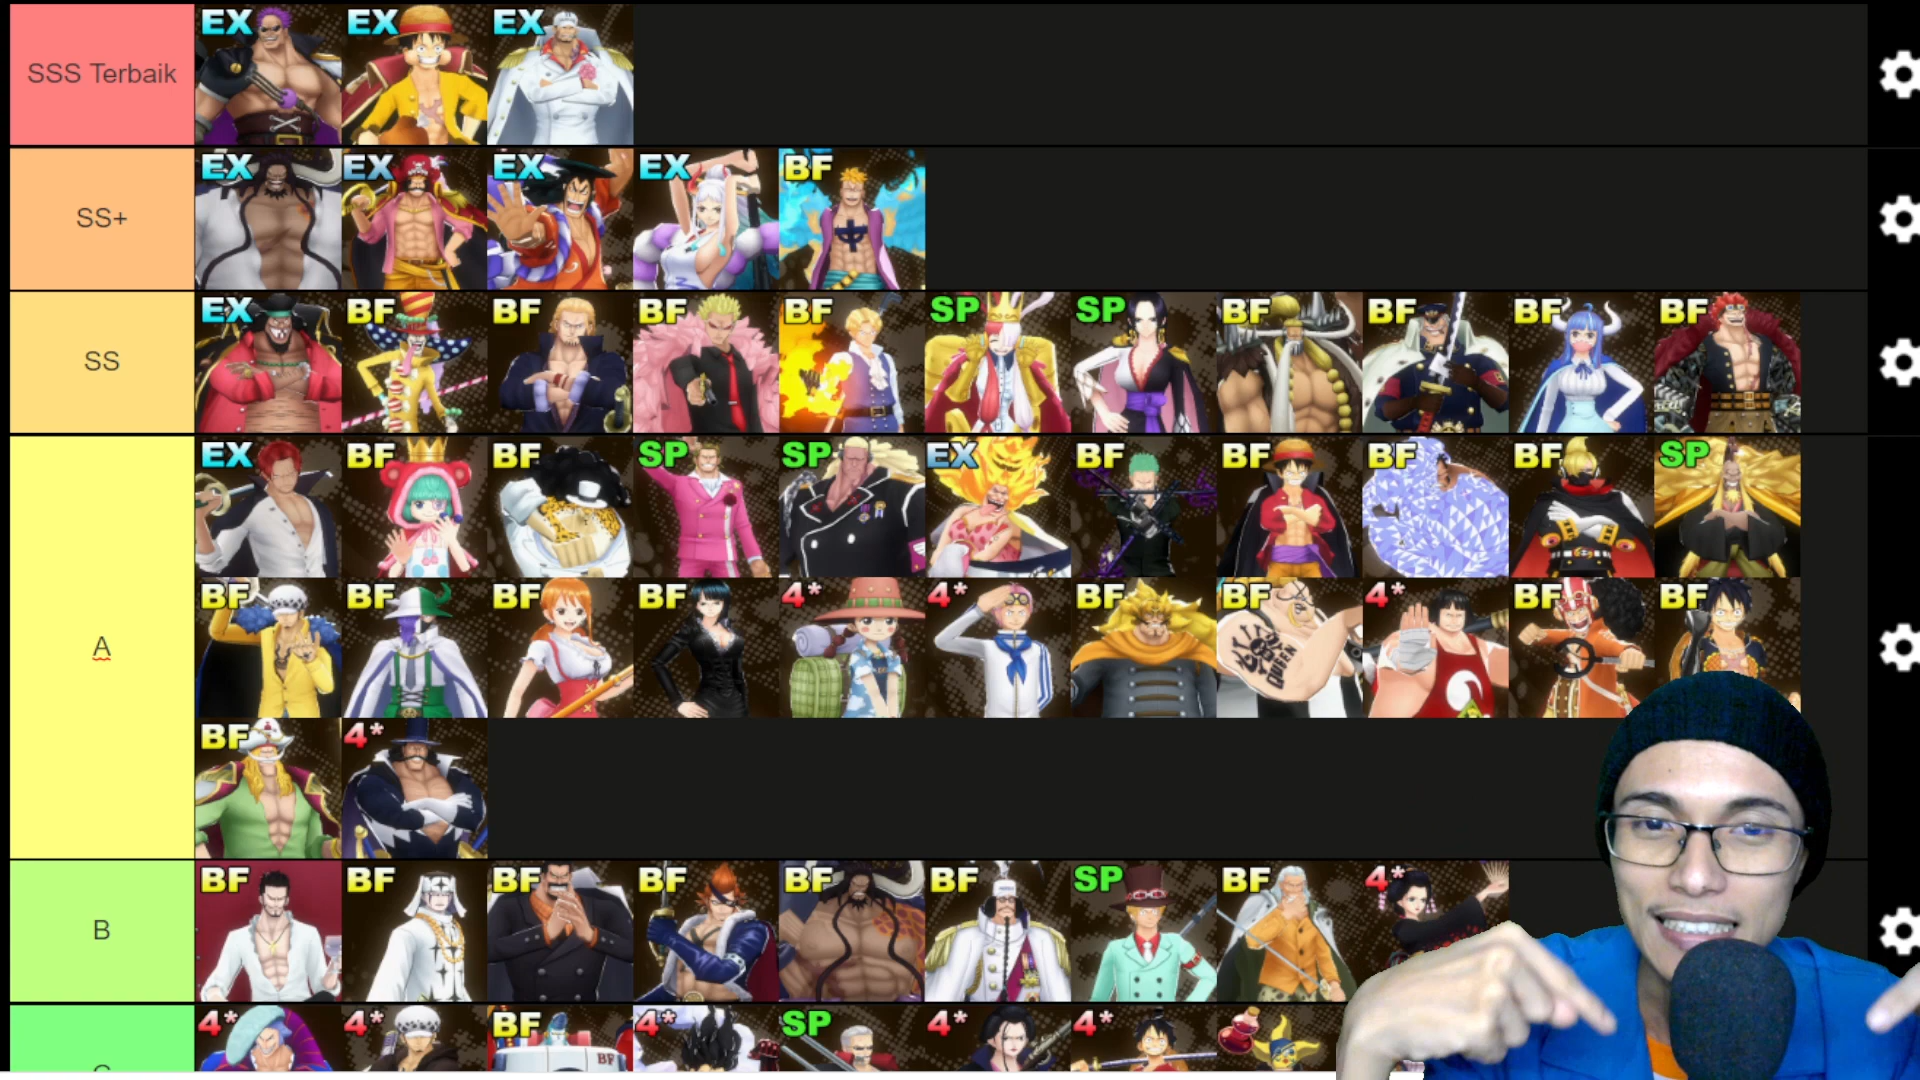 SSS Terbaik
EX EX EX
SS+
EX EX EX EX BF
SS
EX BF BF BF BF SP SP BF BF BF BF
A
EX BF BF SP SP EX BF BF BF BF SP
BF BF BF BF 4* 4* BF BF 4* BF BF
QUEEN
BF 4*
B
BF BF BF BF BF BF SP BF 4*
4* 4* BF 4* SP 4* 4*
BF